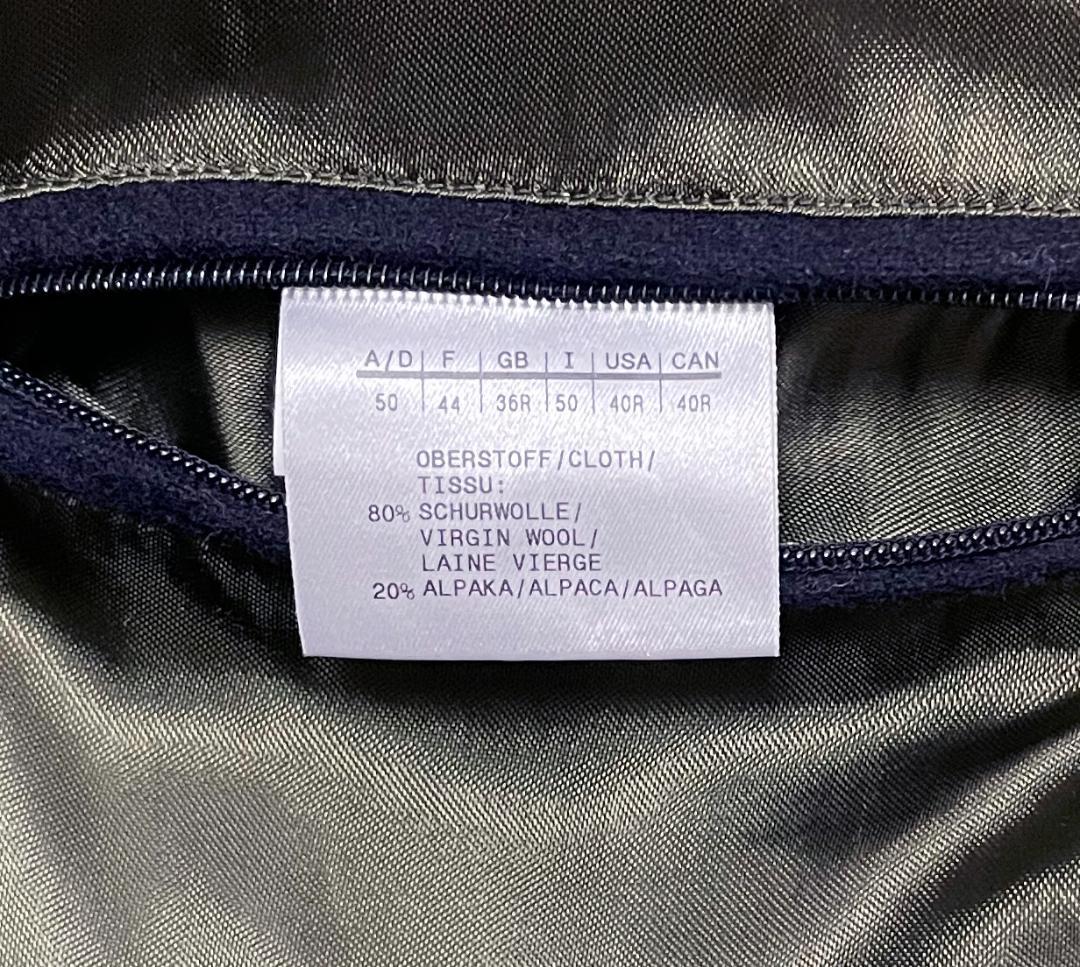 A/D | F | GB | I | USA | CAN
50 | 44 | 36R | 50 | 40R | 40R
OBERSTOFF/CLOTH/
TISSU:
80% SCHURWOLLE/
VIRGIN WOOL/
LAINE VIERGE
20% ALPAKA/ALPACA/ALPAGA